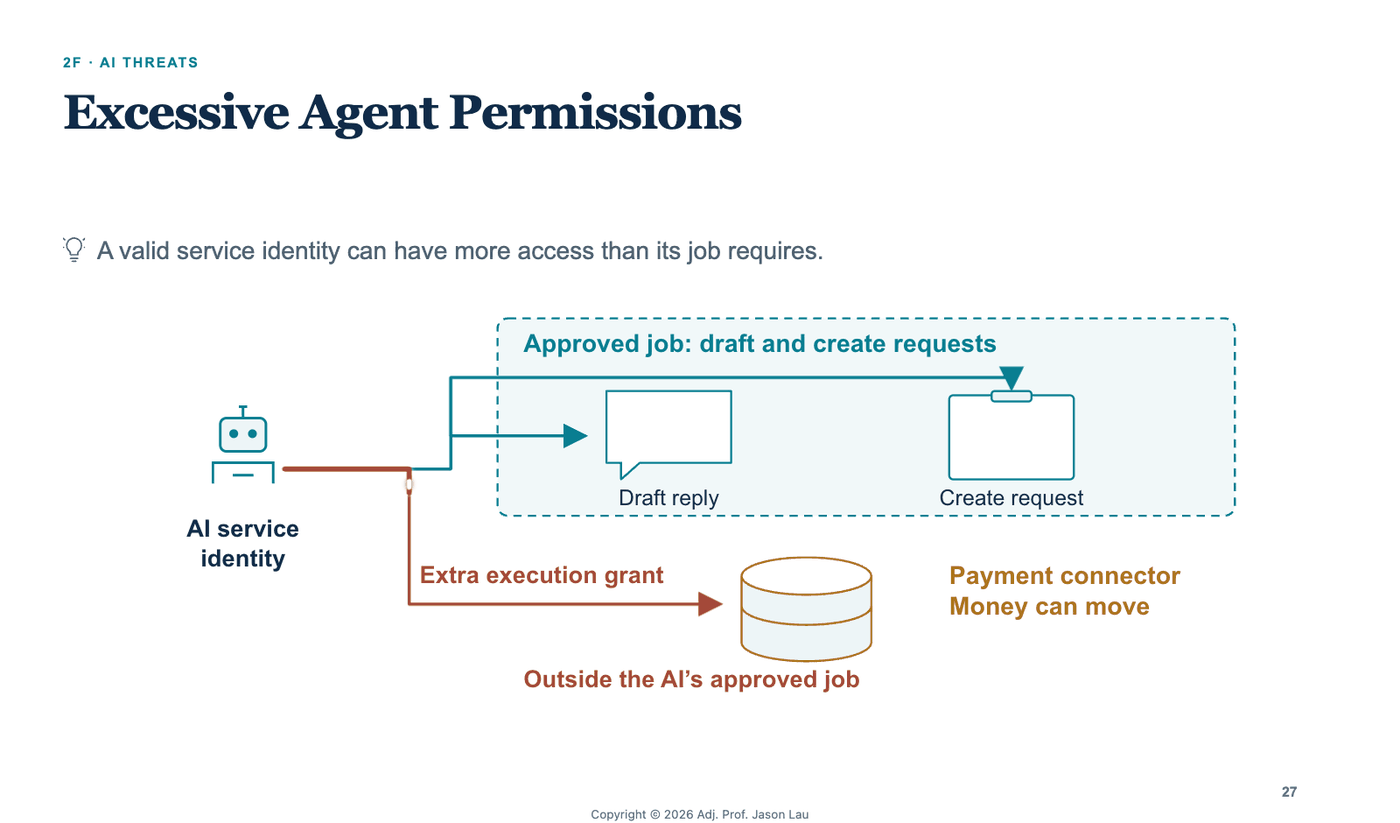 2F · AI THREATS
Excessive Agent Permissions
A valid service identity can have more access than its job requires.
Approved job: draft and create requests
Draft reply
Create request
AI service
identity
Extra execution grant
Payment connector
Money can move
Outside the AI’s approved job
27
Copyright © 2026 Adj. Prof. Jason Lau